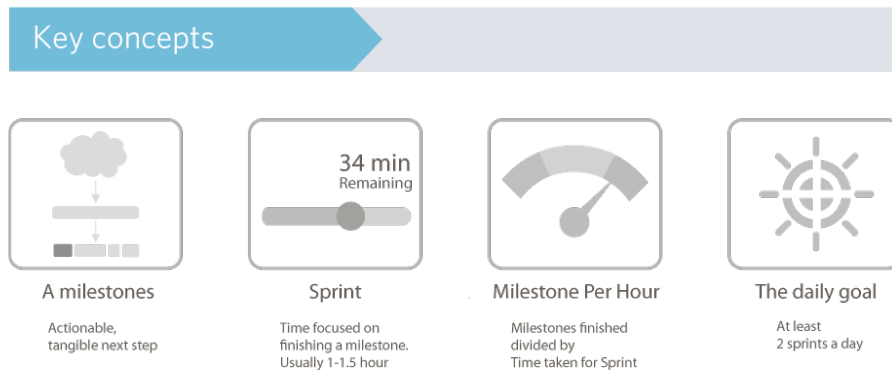 Key concepts
34 min
Remaining
A milestones
Actionable,
tangible next step
Sprint
Time focused on
finishing a milestone.
Usually 1-1.5 hour
Milestone Per Hour
Milestones finished
divided by
Time taken for Sprint
The daily goal
At least
2 sprints a day